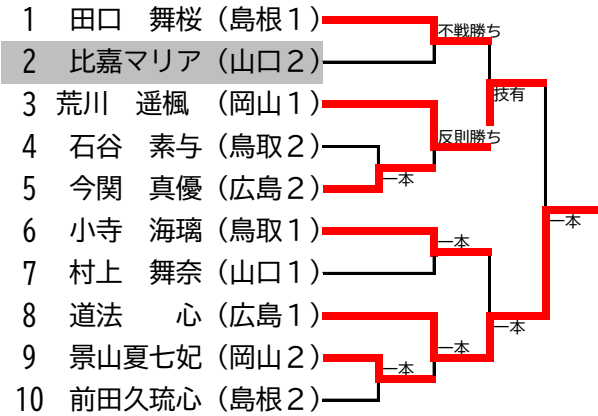 1 田口 舞桜（島根１）
不戦勝ち
2 比嘉マリア（山口２）
技有
3 荒川 遥楓 （岡山１）
反則勝ち
4 石谷 素与（鳥取２）
一本
5 今関 真優（広島２）
一本
6 小寺 海璃（鳥取１）
一本
7 村上 舞奈（山口１）
8 道法 心（広島１）
一本
9 景山夏七妃（岡山２）
一本
一本
10 前田久琉心（島根２）